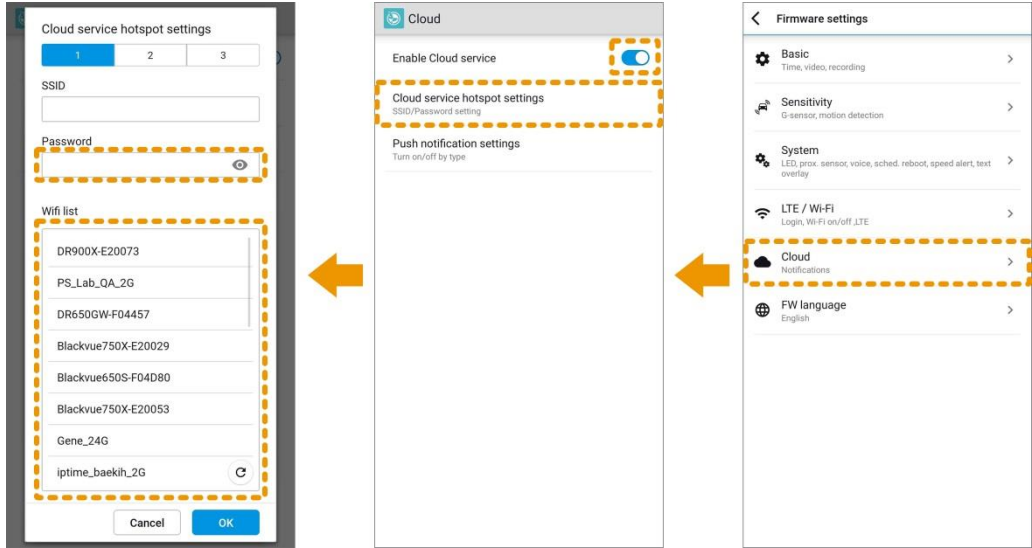 Cloud service hotspot settings
1 2 3
SSID
Password
Wifi list
DR900X-E20073
PS_Lab_QA_2G
DR650GW-F04457
Blackvue750X-E20029
Blackvue650S-F04D80
Blackvue750X-E20053
Gene_24G
iptime_baekih_2G
Cancel OK
Cloud
Enable Cloud service
Cloud service hotspot settings
SSID/Password setting
Push notification settings
Turn on/off by type
Firmware settings
Basic
Time, video, recording
Sensitivity
G-sensor, motion detection
System
LED, prox. sensor, voice, sched. reboot, speed alert, text
overlay
LTE / Wi-Fi
Login, Wi-Fi on/off ,LTE
Cloud
Notifications
FW language
English